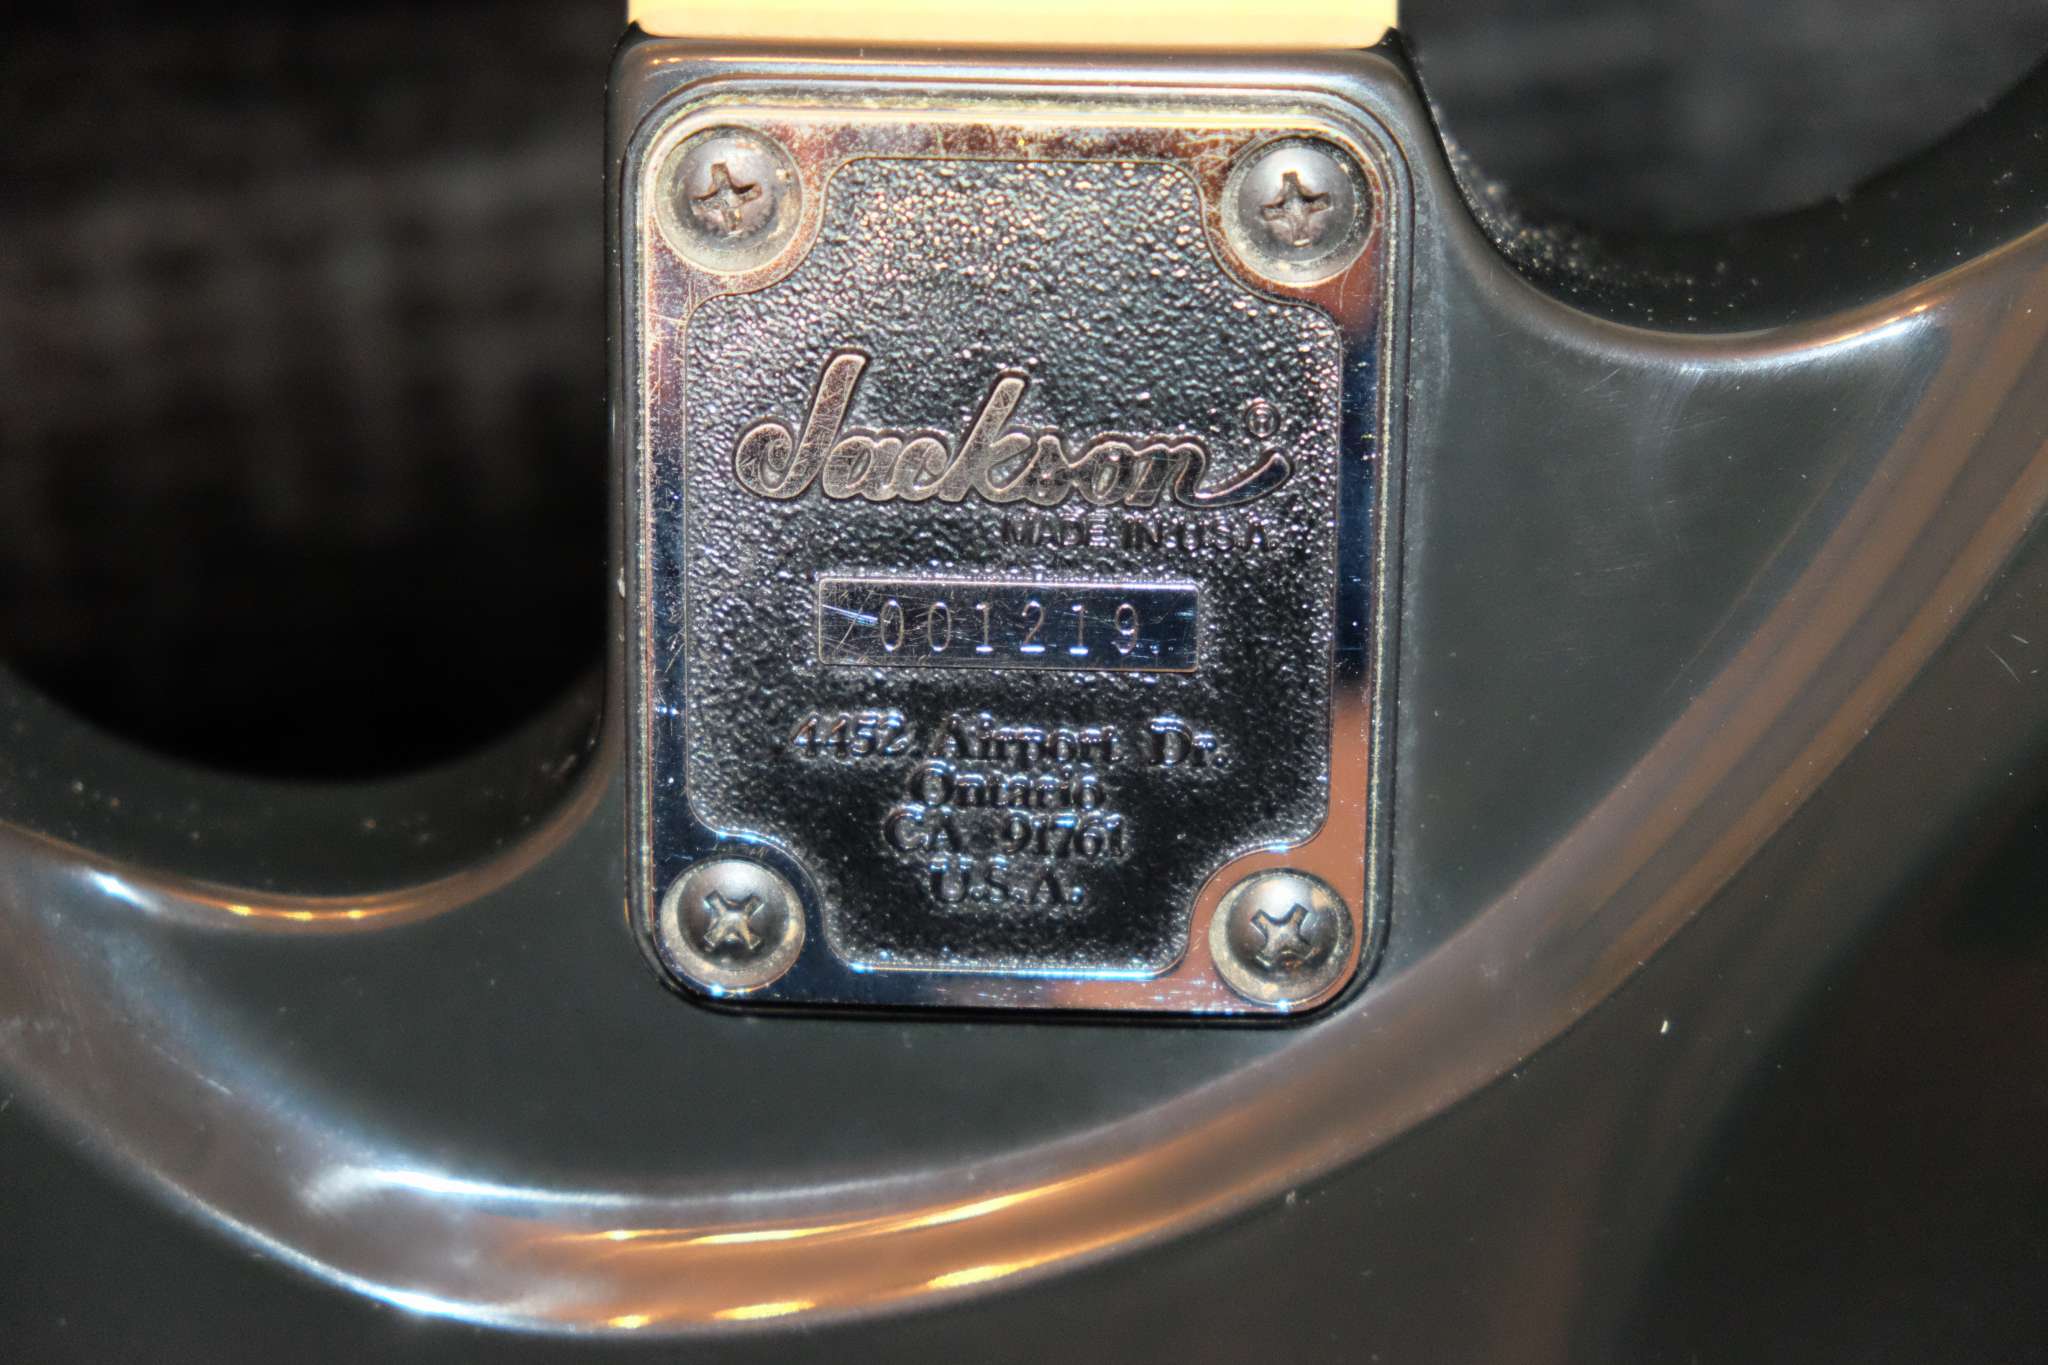 Jackson®
MADE IN U.S.A.
001219
4452 Airport Dr.
Ontario
CA 91761
U.S.A.